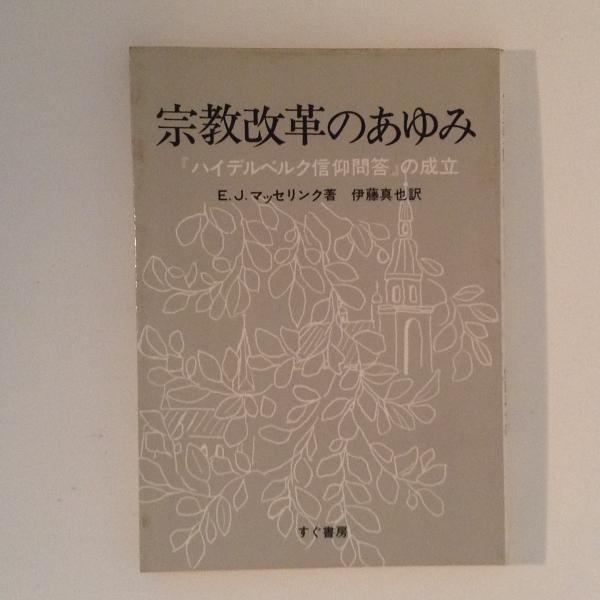 宗教改革のあゆみ
『ハイデルベルク信仰問答』の成立
E.J.マッセリンク著　伊藤真也訳
すぐ書房